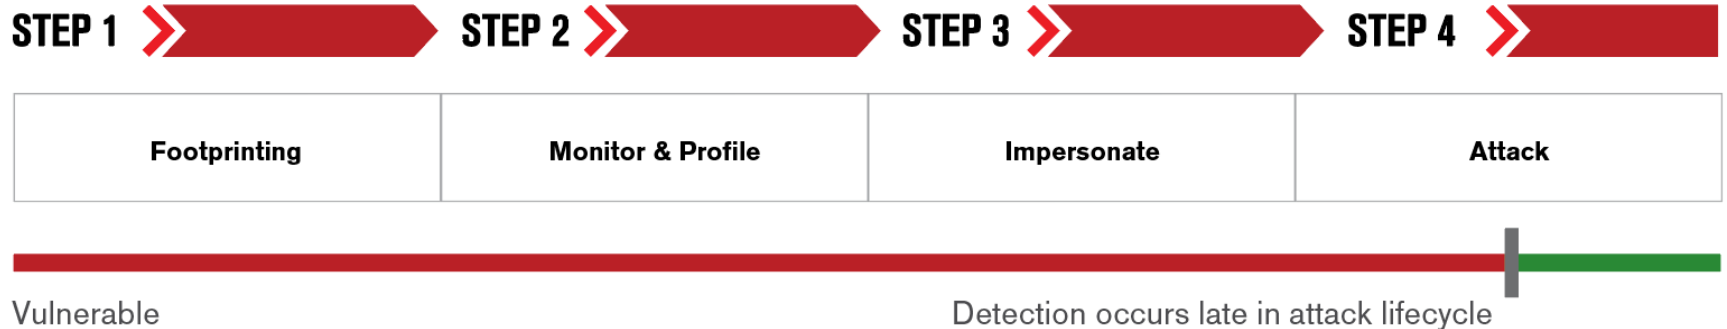 STEP 1 STEP 2 STEP 3 STEP 4
Footprinting Monitor & Profile Impersonate Attack
Vulnerable Detection occurs late in attack lifecycle